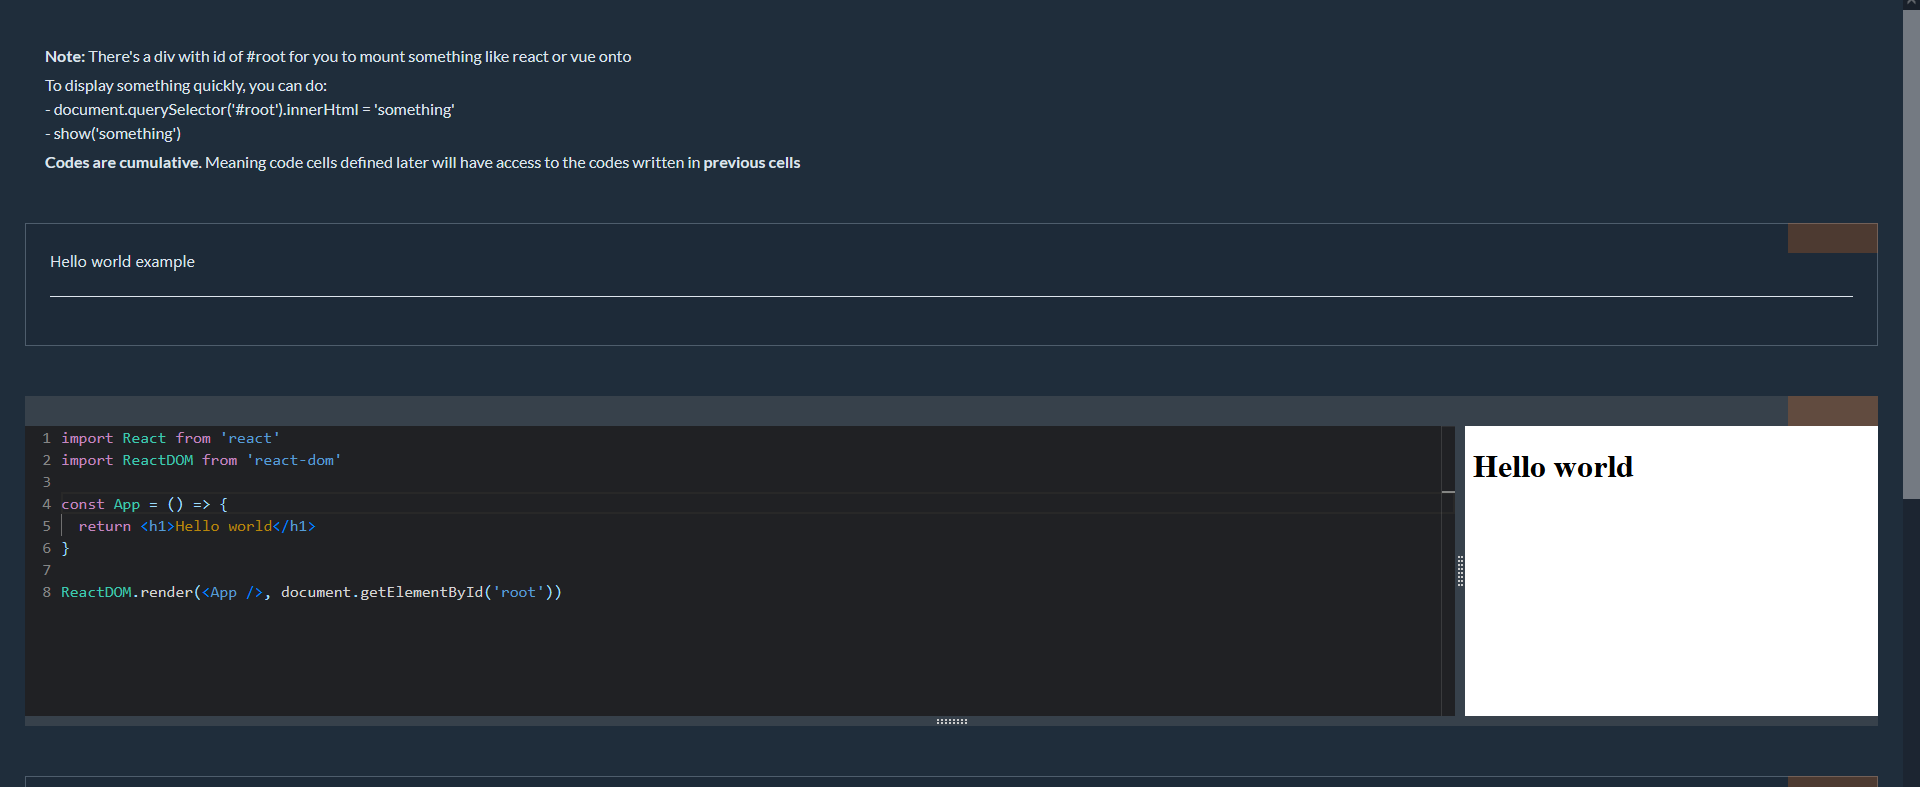 Note: There's a div with id of #root for you to mount something like react or vue onto
To display something quickly, you can do:
- document.querySelector('#root').innerHtml = 'something'
- show('something')
Codes are cumulative. Meaning code cells defined later will have access to the codes written in previous cells
Hello world example
1 import React from 'react'
2 import ReactDOM from 'react-dom'
3
4 const App = () => {
5   return <h1>Hello world</h1>
6 }
7
8 ReactDOM.render(<App />, document.getElementById('root'))
Hello world